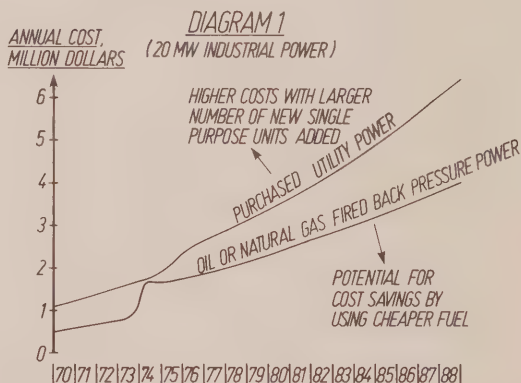 DIAGRAM 1
(20 MW INDUSTRIAL POWER)
ANNUAL COST,
MILLION DOLLARS
6
5
4
3
2
1
0
HIGHER COSTS WITH LARGER
NUMBER OF NEW SINGLE
PURPOSE UNITS ADDED
PURCHASED UTILITY POWER
OIL OR NATURAL GAS FIRED BACK PRESSURE POWER
POTENTIAL FOR
COST SAVINGS BY
USING CHEAPER FUEL
|70|71|72|73|74|75|76|77|78|79|80|81|82|83|84|85|86|87|88|